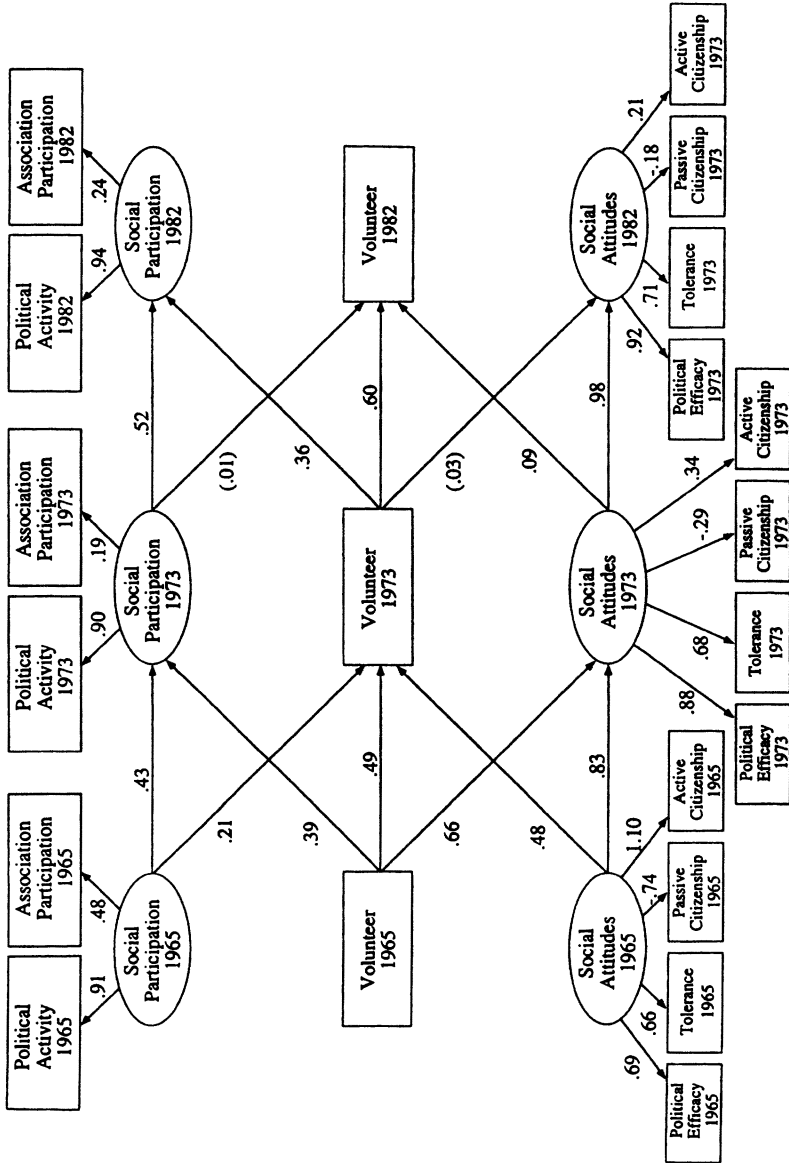 Political
Activity
1965
Association
Participation
1965
Political
Activity
1973
Association
Participation
1973
Political
Activity
1982
Association
Participation
1982
.91
.48
.90
.19
.94
.24
Social
Participation
1965
.43
Social
Participation
1973
.52
Social
Participation
1982
.21
(.01)
.39
.36
Volunteer
1965
.49
Volunteer
1973
.60
Volunteer
1982
.66
(.03)
.48
.09
Social
Attitudes
1965
.83
Social
Attitudes
1973
.98
Social
Attitudes
1982
.69
.66
-.74
1.10
.88
.68
-.29
.34
.92
.71
-.18
.21
Political
Efficacy
1965
Tolerance
1965
Passive
Citizenship
1965
Active
Citizenship
1965
Political
Efficacy
1973
Tolerance
1973
Passive
Citizenship
1973
Active
Citizenship
1973
Political
Efficacy
1973
Tolerance
1973
Passive
Citizenship
1973
Active
Citizenship
1973